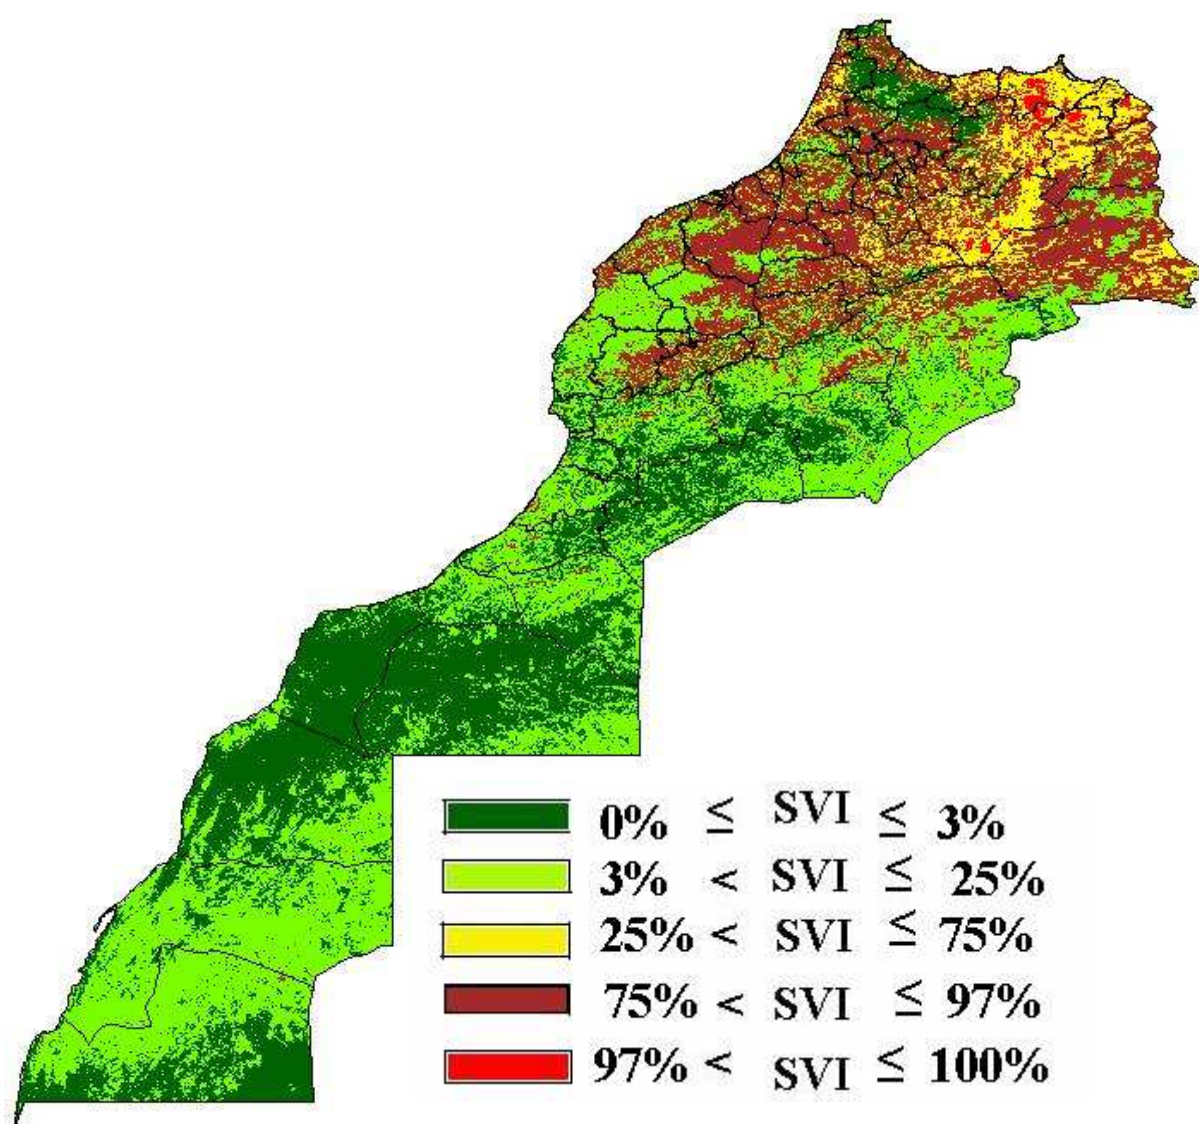 0% ≤ SVI ≤ 3%
3% < SVI ≤ 25%
25% < SVI ≤ 75%
75% < SVI ≤ 97%
97% < SVI ≤ 100%